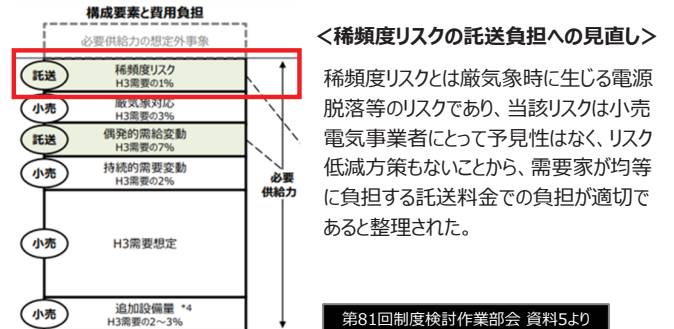 構成要素と費用負担
必要供給力の想定外事象
託送
稀頻度リスク
H3需要の1%
小売
厳気象対応
H3需要の3%
託送
偶発的需給変動
H3需要の7%
小売
持続的需要変動
H3需要の2%
必要
供給力
小売
H3需要想定
小売
追加設備量 *4
H3需要の2～3%
<稀頻度リスクの託送負担への見直し>
稀頻度リスクとは厳気象時に生じる電源
脱落等のリスクであり、当該リスクは小売
電気事業者にとって予見性はなく、リスク
低減方策もないことから、需要家が均等
に負担する託送料金での負担が適切で
あると整理された。
第81回制度検討作業部会 資料5より